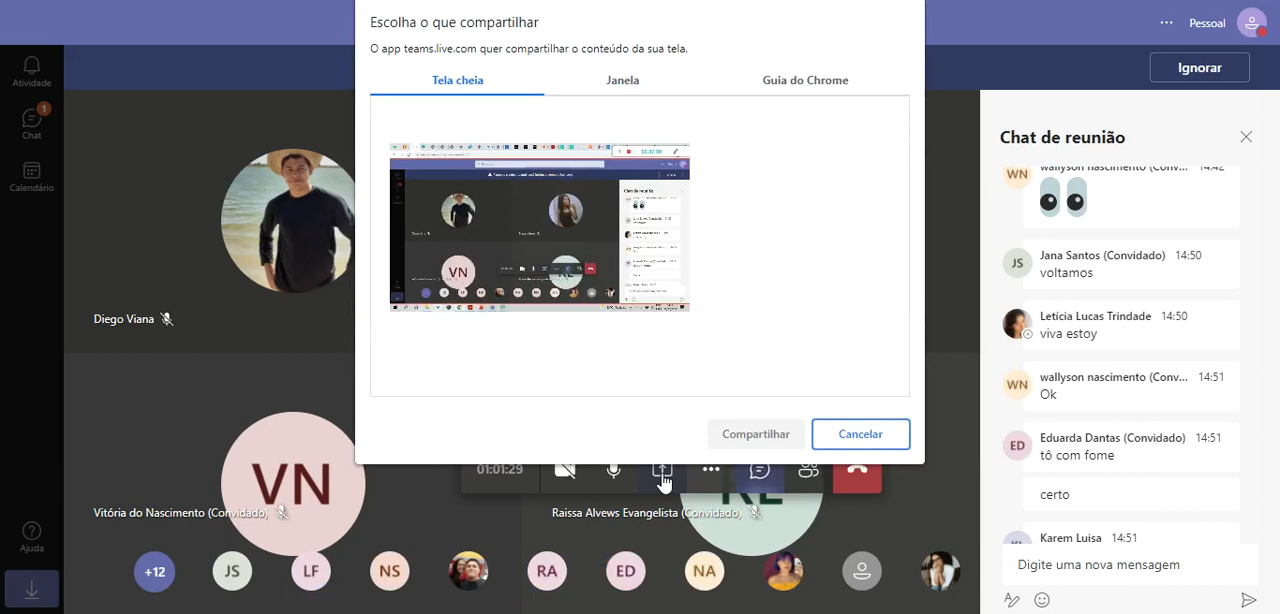 Pessoal
Escolha o que compartilhar
O app teams.live.com quer compartilhar o conteúdo da sua tela.
Tela cheia
Janela
Guia do Chrome
Compartilhar
Cancelar
Ignorar
Atividade
1
Chat
Calendário
Ajuda
Diego Viana
VN
Vitória do Nascimento (Convidado)
VN
01:01:29
Raissa Alvews Evangelista (Convidado)
+12
JS
LF
NS
RA
ED
NA
Chat de reunião
WN
wallyson nascimento (Conv... 14:42
JS
Jana Santos (Convidado) 14:50
voltamos
Letícia Lucas Trindade 14:50
viva estoy
WN
wallyson nascimento (Conv... 14:51
Ok
ED
Eduarda Dantas (Convidado) 14:51
tô com fome
certo
Karem Luisa 14:51
Digite uma nova mensagem